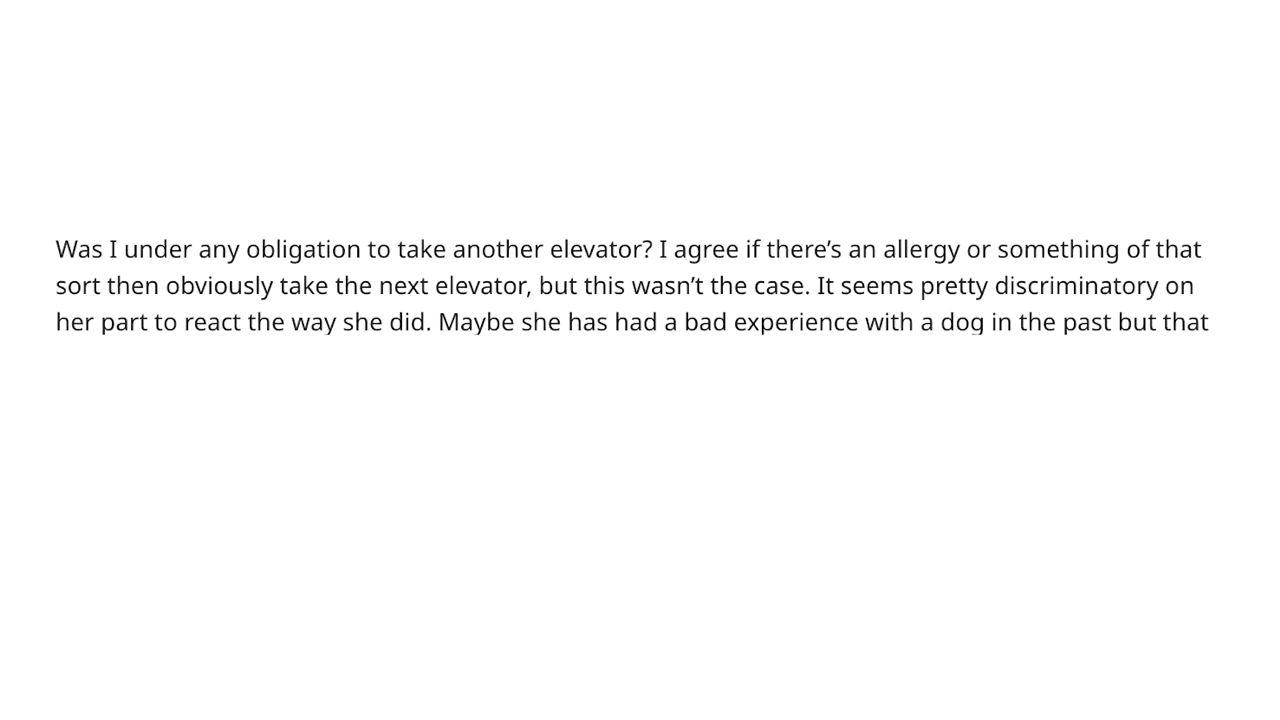 Was I under any obligation to take another elevator? I agree if there’s an allergy or something of that
sort then obviously take the next elevator, but this wasn’t the case. It seems pretty discriminatory on
her part to react the way she did. Maybe she has had a bad experience with a dog in the past but that